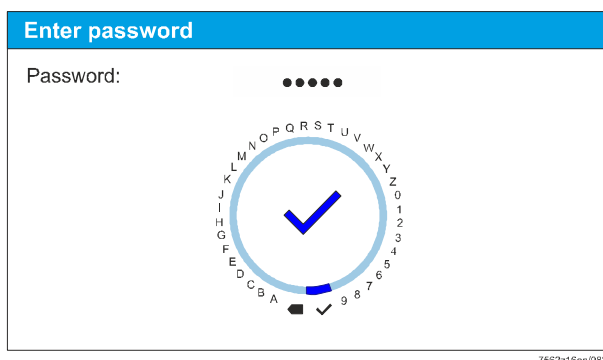 Enter password
Password: ●●●●●
A B C D E F G H I J K L M N O P Q R S T U V W X Y Z 0 1 2 3 4 5 6 7 8 9